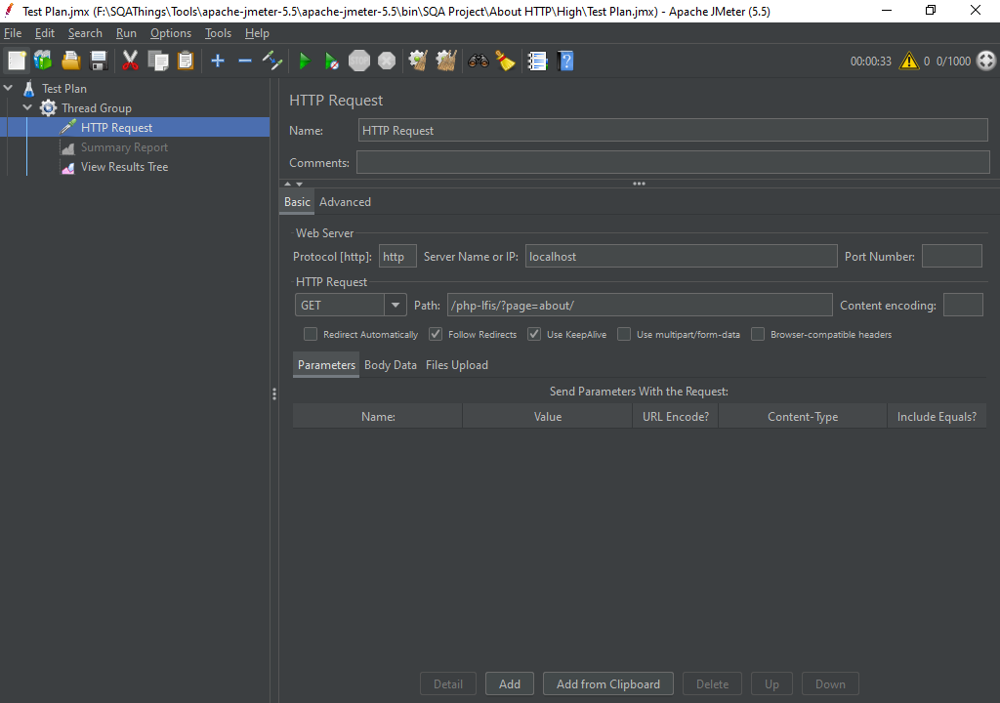 Test Plan.jmx (F:\SQAThings\Tools\apache-jmeter-5.5\apache-jmeter-5.5\bin\SQA Project\About HTTP\High\Test Plan.jmx) - Apache JMeter (5.5)
File Edit Search Run Options Tools Help
STOP 00:00:33 0 0/1000
Test Plan
Thread Group
HTTP Request
Summary Report
View Results Tree
HTTP Request
Name: HTTP Request
Comments:
Basic Advanced
Web Server
Protocol [http]: http Server Name or IP: localhost Port Number:
HTTP Request
GET Path: /php-lfis/?page=about/ Content encoding:
Redirect Automatically Follow Redirects Use KeepAlive Use multipart/form-data Browser-compatible headers
Parameters Body Data Files Upload
Send Parameters With the Request:
Name: Value URL Encode? Content-Type Include Equals?
Detail Add Add from Clipboard Delete Up Down